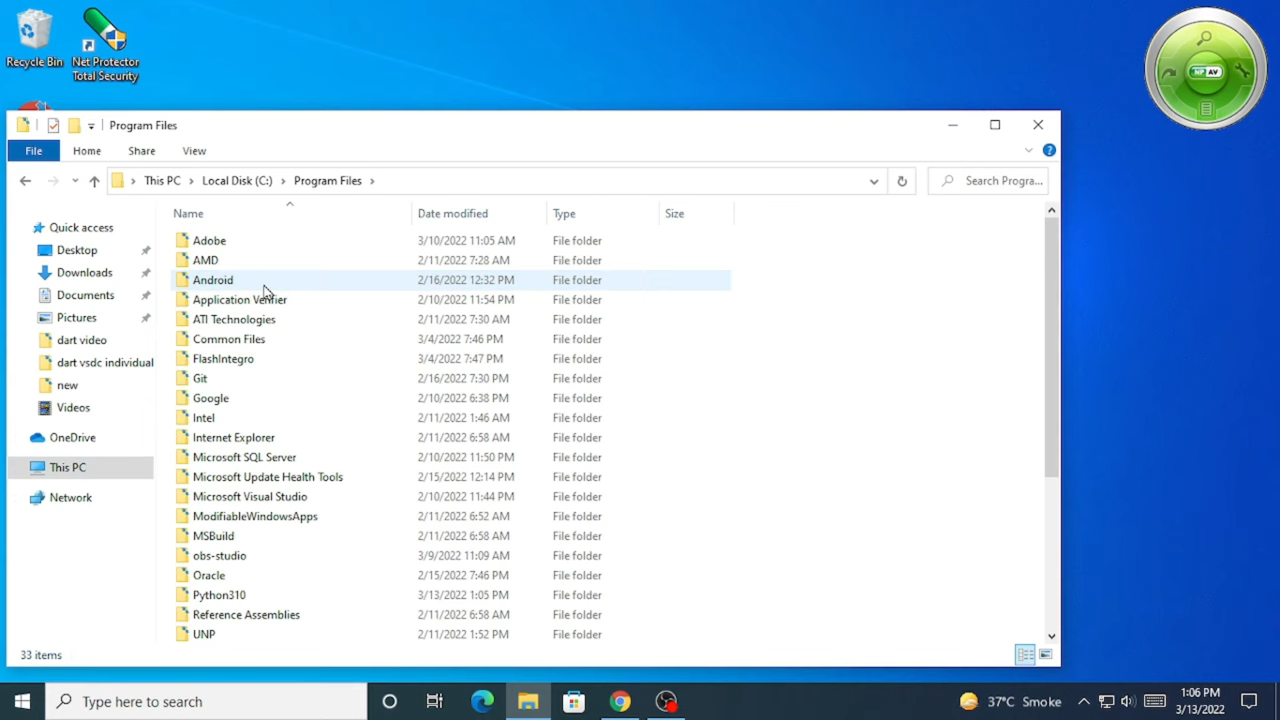 Recycle Bin
Net Protector
Total Security
NP AV
Program Files
File Home Share View
This PC Local Disk (C:) Program Files
Search Progra...
Name Date modified Type Size
Quick access
Desktop
Downloads
Documents
Pictures
dart video
dart vsdc individual
new
Videos
OneDrive
This PC
Network
Adobe 3/10/2022 11:05 AM File folder
AMD 2/11/2022 7:28 AM File folder
Android 2/16/2022 12:32 PM File folder
Application Verifier 2/10/2022 11:54 PM File folder
ATI Technologies 2/11/2022 7:30 AM File folder
Common Files 3/4/2022 7:46 PM File folder
FlashIntegro 3/4/2022 7:47 PM File folder
Git 2/16/2022 7:30 PM File folder
Google 2/10/2022 6:38 PM File folder
Intel 2/11/2022 1:46 AM File folder
Internet Explorer 2/11/2022 6:58 AM File folder
Microsoft SQL Server 2/10/2022 11:50 PM File folder
Microsoft Update Health Tools 2/15/2022 12:14 PM File folder
Microsoft Visual Studio 2/10/2022 11:44 PM File folder
ModifiableWindowsApps 2/11/2022 6:52 AM File folder
MSBuild 2/11/2022 6:58 AM File folder
obs-studio 3/9/2022 11:09 AM File folder
Oracle 2/15/2022 7:46 PM File folder
Python310 3/13/2022 1:05 PM File folder
Reference Assemblies 2/11/2022 6:58 AM File folder
UNP 2/11/2022 1:52 PM File folder
33 items
Type here to search
37°C Smoke
1:06 PM
3/13/2022